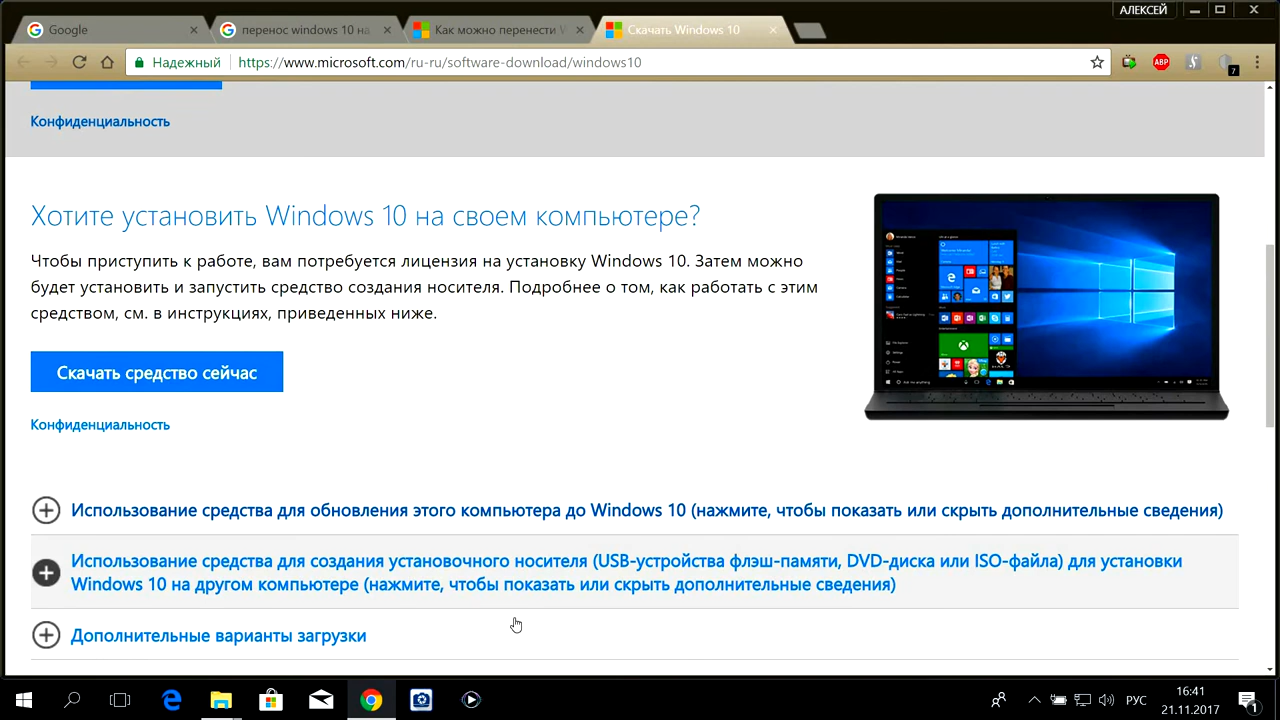 АЛЕКСЕЙ
Google
перенос windows 10 на
Как можно перенести W
Скачать Windows 10
Надежный
https://www.microsoft.com/ru-ru/software-download/windows10
ABP
7
Конфиденциальность
Хотите установить Windows 10 на своем компьютере?
Чтобы приступить к работе, вам потребуется лицензия на установку Windows 10. Затем можно
будет установить и запустить средство создания носителя. Подробнее о том, как работать с этим
средством, см. в инструкциях, приведенных ниже.
Скачать средство сейчас
Конфиденциальность
Использование средства для обновления этого компьютера до Windows 10 (нажмите, чтобы показать или скрыть дополнительные сведения)
Использование средства для создания установочного носителя (USB-устройства флэш-памяти, DVD-диска или ISO-файла) для установки
Windows 10 на другом компьютере (нажмите, чтобы показать или скрыть дополнительные сведения)
Дополнительные варианты загрузки
РУС
16:41
21.11.2017
1